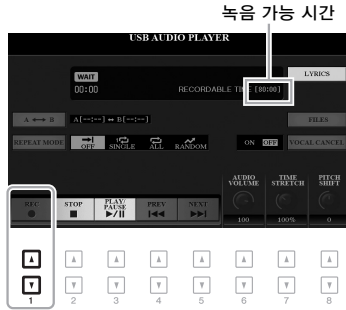 녹음 가능 시간
USB AUDIO PLAYER
WAIT
00:00
RECORDABLE TIME [80:00]
LYRICS
A ↔ B
A[--:--] ↔ B[--:--]
FILES
REPEAT MODE
OFF
SINGLE
ALL
RANDOM
ON OFF
VOCAL CANCEL
AUDIO VOLUME
TIME STRETCH
PITCH SHIFT
REC
STOP
PLAY/PAUSE
PREV
NEXT
100
100%
0
1 2 3 4 5 6 7 8